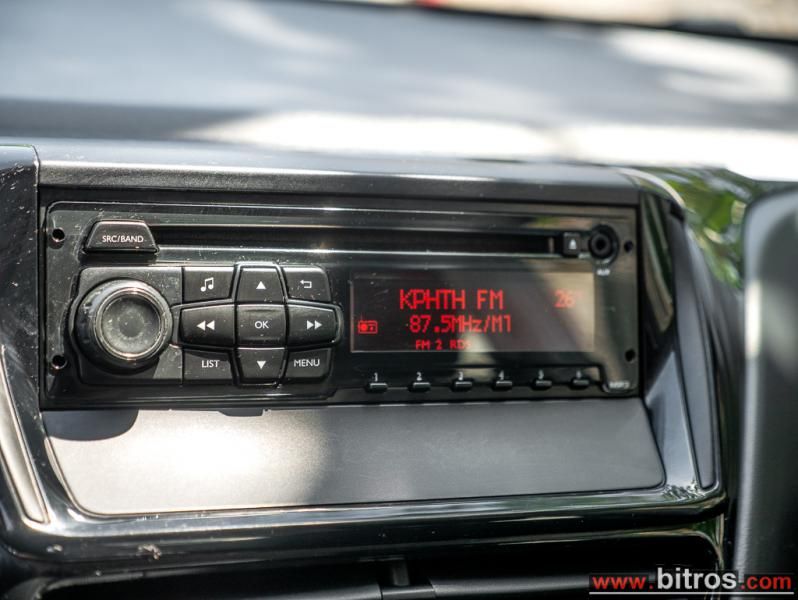 SRC/BAND
LIST
OK
MENU
ΚΡΗΤΗ FM
26°
87.5MHz/M1
FM 2 RDS
1 2 3 4 5 6
MP3
www.bitros.com